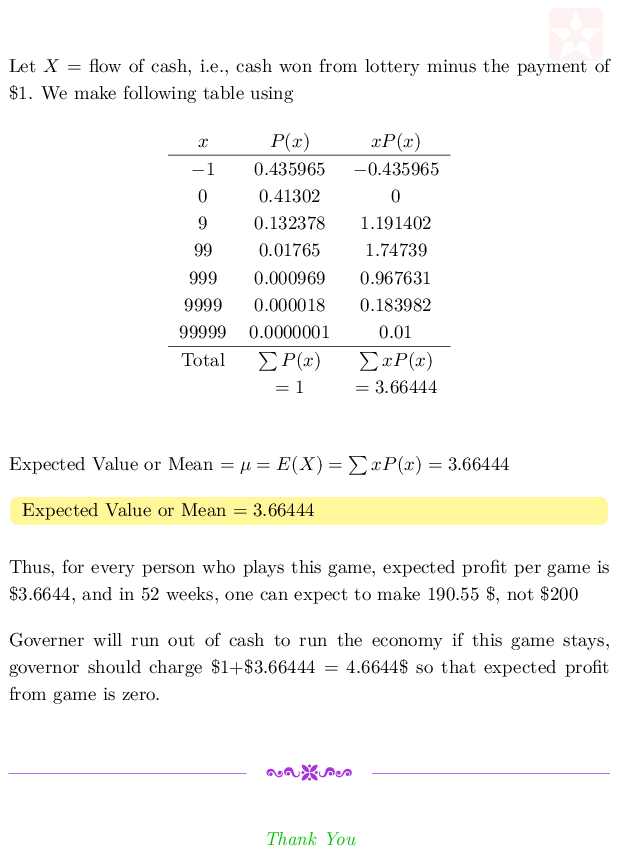 Let X = flow of cash, i.e., cash won from lottery minus the payment of
$1. We make following table using
x P(x) xP(x)
−1 0.435965 −0.435965
0 0.41302 0
9 0.132378 1.191402
99 0.01765 1.74739
999 0.000969 0.967631
9999 0.000018 0.183982
99999 0.0000001 0.01
Total ∑ P(x) ∑ xP(x)
= 1 = 3.66444
Expected Value or Mean = μ = E(X) = ∑ xP(x) = 3.66444
Expected Value or Mean = 3.66444
Thus, for every person who plays this game, expected profit per game is
$3.6644, and in 52 weeks, one can expect to make 190.55 $, not $200
Governer will run out of cash to run the economy if this game stays,
governor should charge $1+$3.66444 = 4.6644$ so that expected profit
from game is zero.
Thank You